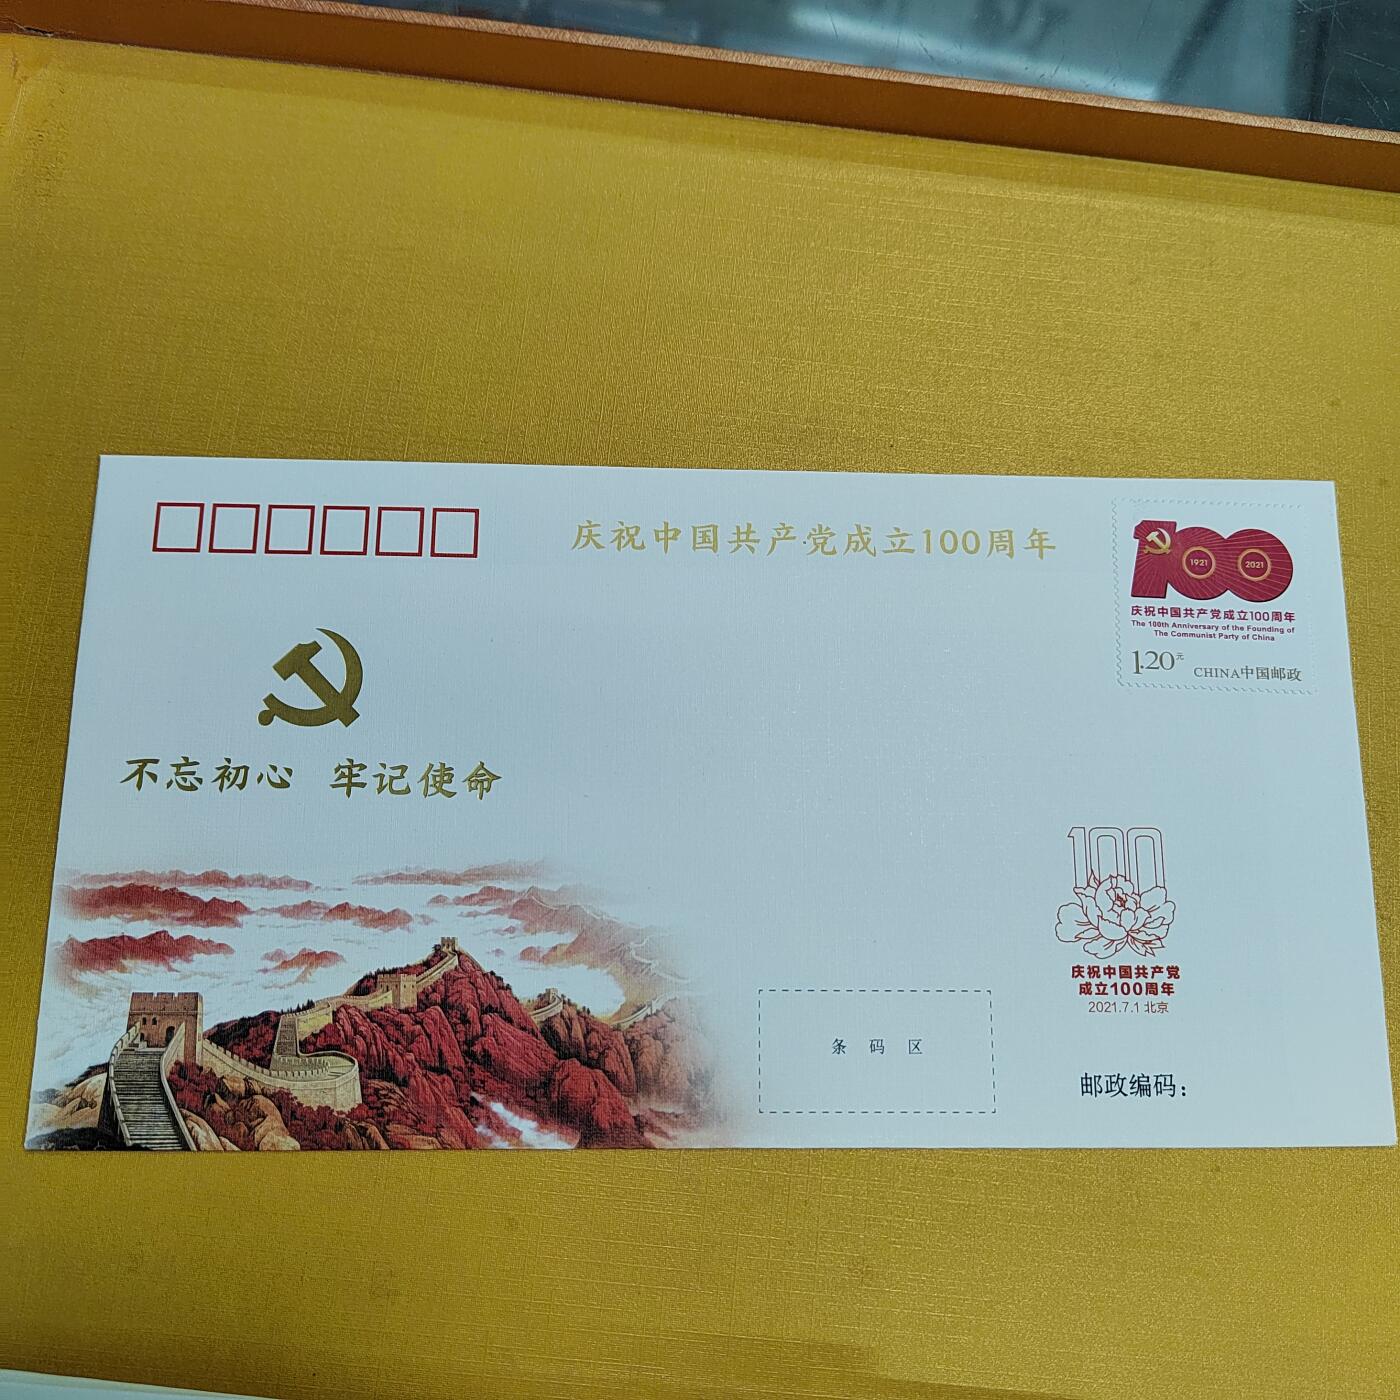 庆祝中国共产党成立100周年
100
1921
2021
庆祝中国共产党成立100周年
The 100th Anniversary of the Founding of
The Communist Party of China
1.20元
CHINA中国邮政
不忘初心 牢记使命
100
庆祝中国共产党
成立100周年
2021.7.1 北京
条码区
邮政编码：